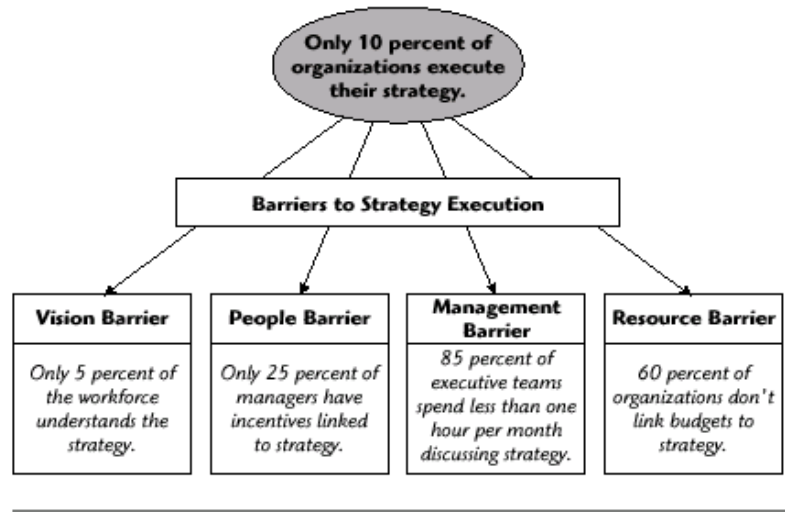 Only 10 percent of
organizations execute
their strategy.
Barriers to Strategy Execution
Vision Barrier
Only 5 percent of
the workforce
understands the
strategy.
People Barrier
Only 25 percent of
managers have
incentives linked
to strategy.
Management
Barrier
85 percent of
executive teams
spend less than one
hour per month
discussing strategy.
Resource Barrier
60 percent of
organizations don't
link budgets to
strategy.